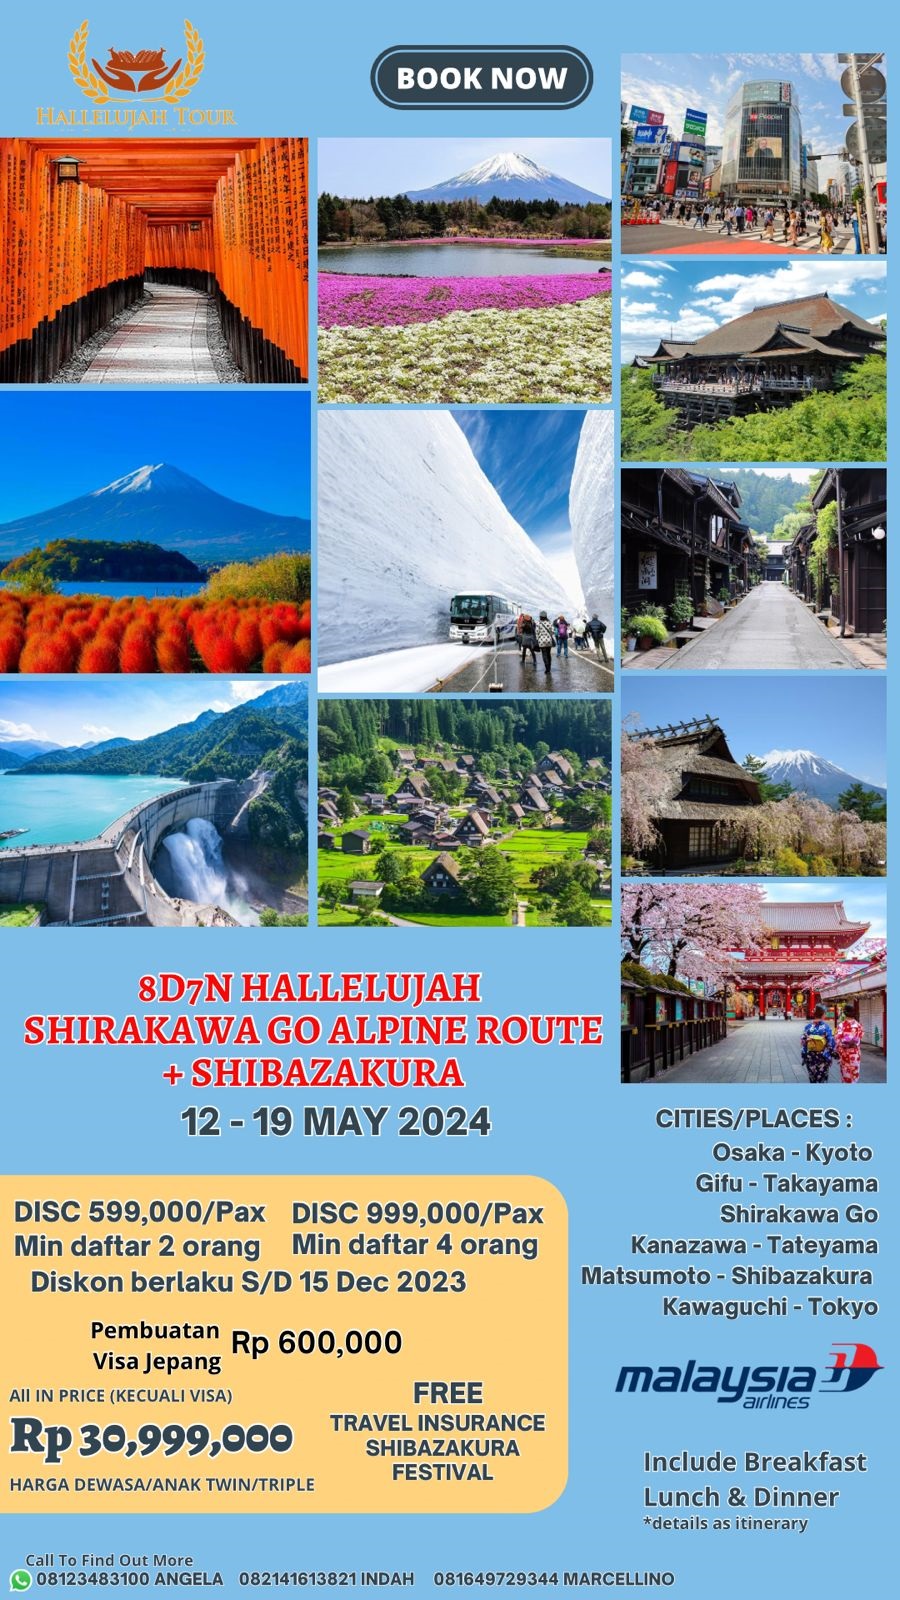 HALLELUJAH TOUR
BOOK NOW
8D7N HALLELUJAH
SHIRAKAWA GO ALPINE ROUTE
+ SHIBAZAKURA
12 - 19 MAY 2024
CITIES/PLACES :
Osaka - Kyoto
Gifu - Takayama
Shirakawa Go
Kanazawa - Tateyama
Matsumoto - Shibazakura
Kawaguchi - Tokyo
DISC 599,000/Pax
Min daftar 2 orang
DISC 999,000/Pax
Min daftar 4 orang
Diskon berlaku S/D 15 Dec 2023
Pembuatan
Visa Jepang
Rp 600,000
All IN PRICE (KECUALI VISA)
Rp 30,999,000
HARGA DEWASA/ANAK TWIN/TRIPLE
FREE
TRAVEL INSURANCE
SHIBAZAKURA
FESTIVAL
malaysia
airlines
Include Breakfast
Lunch & Dinner
*details as itinerary
Call To Find Out More
08123483100 ANGELA 082141613821 INDAH 081649729344 MARCELLINO